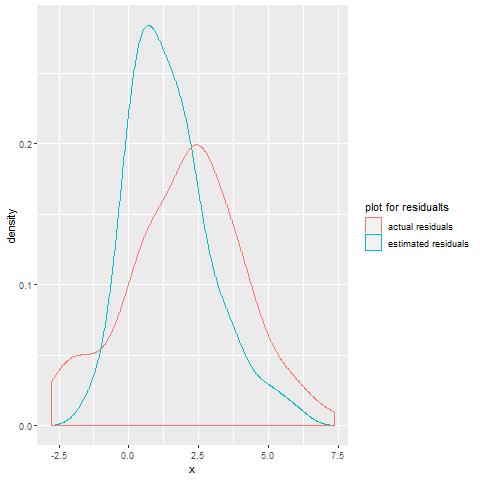 0.2
0.1
0.0
density
-2.5
0.0
2.5
5.0
7.5
x
plot for residualts
actual residuals
estimated residuals